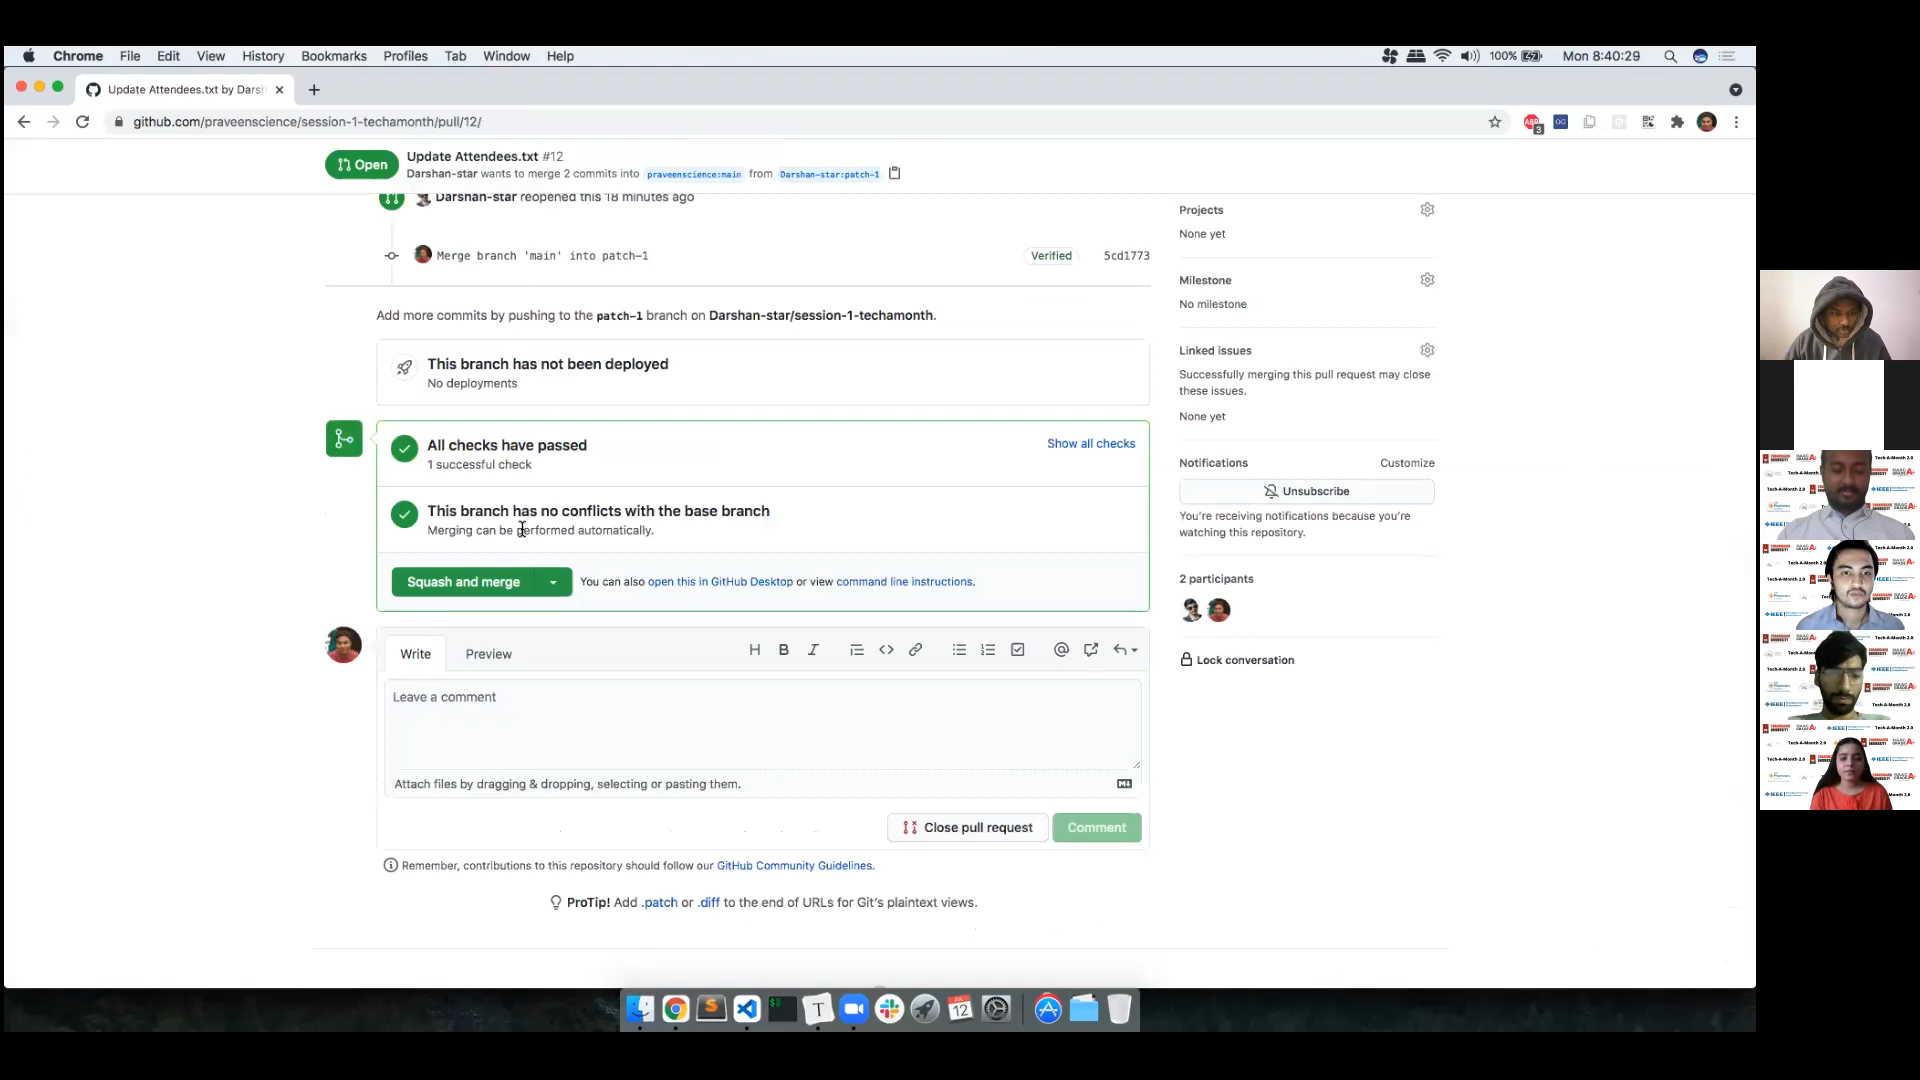 Chrome File Edit View History Bookmarks Profiles Tab Window Help 100% Mon 8:40:29
Update Attendees.txt by Darsh
github.com/praveenscience/session-1-techamonth/pull/12/
Open Update Attendees.txt #12
Darshan-star wants to merge 2 commits into praveenscience:main from Darshan-star:patch-1
Darshan-star reopened this 18 minutes ago
Merge branch 'main' into patch-1 Verified 5cd1773
Add more commits by pushing to the patch-1 branch on Darshan-star/session-1-techamonth.
This branch has not been deployed
No deployments
All checks have passed Show all checks
1 successful check
This branch has no conflicts with the base branch
Merging can be performed automatically.
Squash and merge You can also open this in GitHub Desktop or view command line instructions.
Write Preview
Leave a comment
Attach files by dragging & dropping, selecting or pasting them.
Close pull request Comment
Remember, contributions to this repository should follow our GitHub Community Guidelines.
ProTip! Add .patch or .diff to the end of URLs for Git's plaintext views.
Projects
None yet
Milestone
No milestone
Linked issues
Successfully merging this pull request may close
these issues.
None yet
Notifications Customize
Unsubscribe
You're receiving notifications because you're
watching this repository.
2 participants
Lock conversation
Tech-A-Month 2.0
IEEE